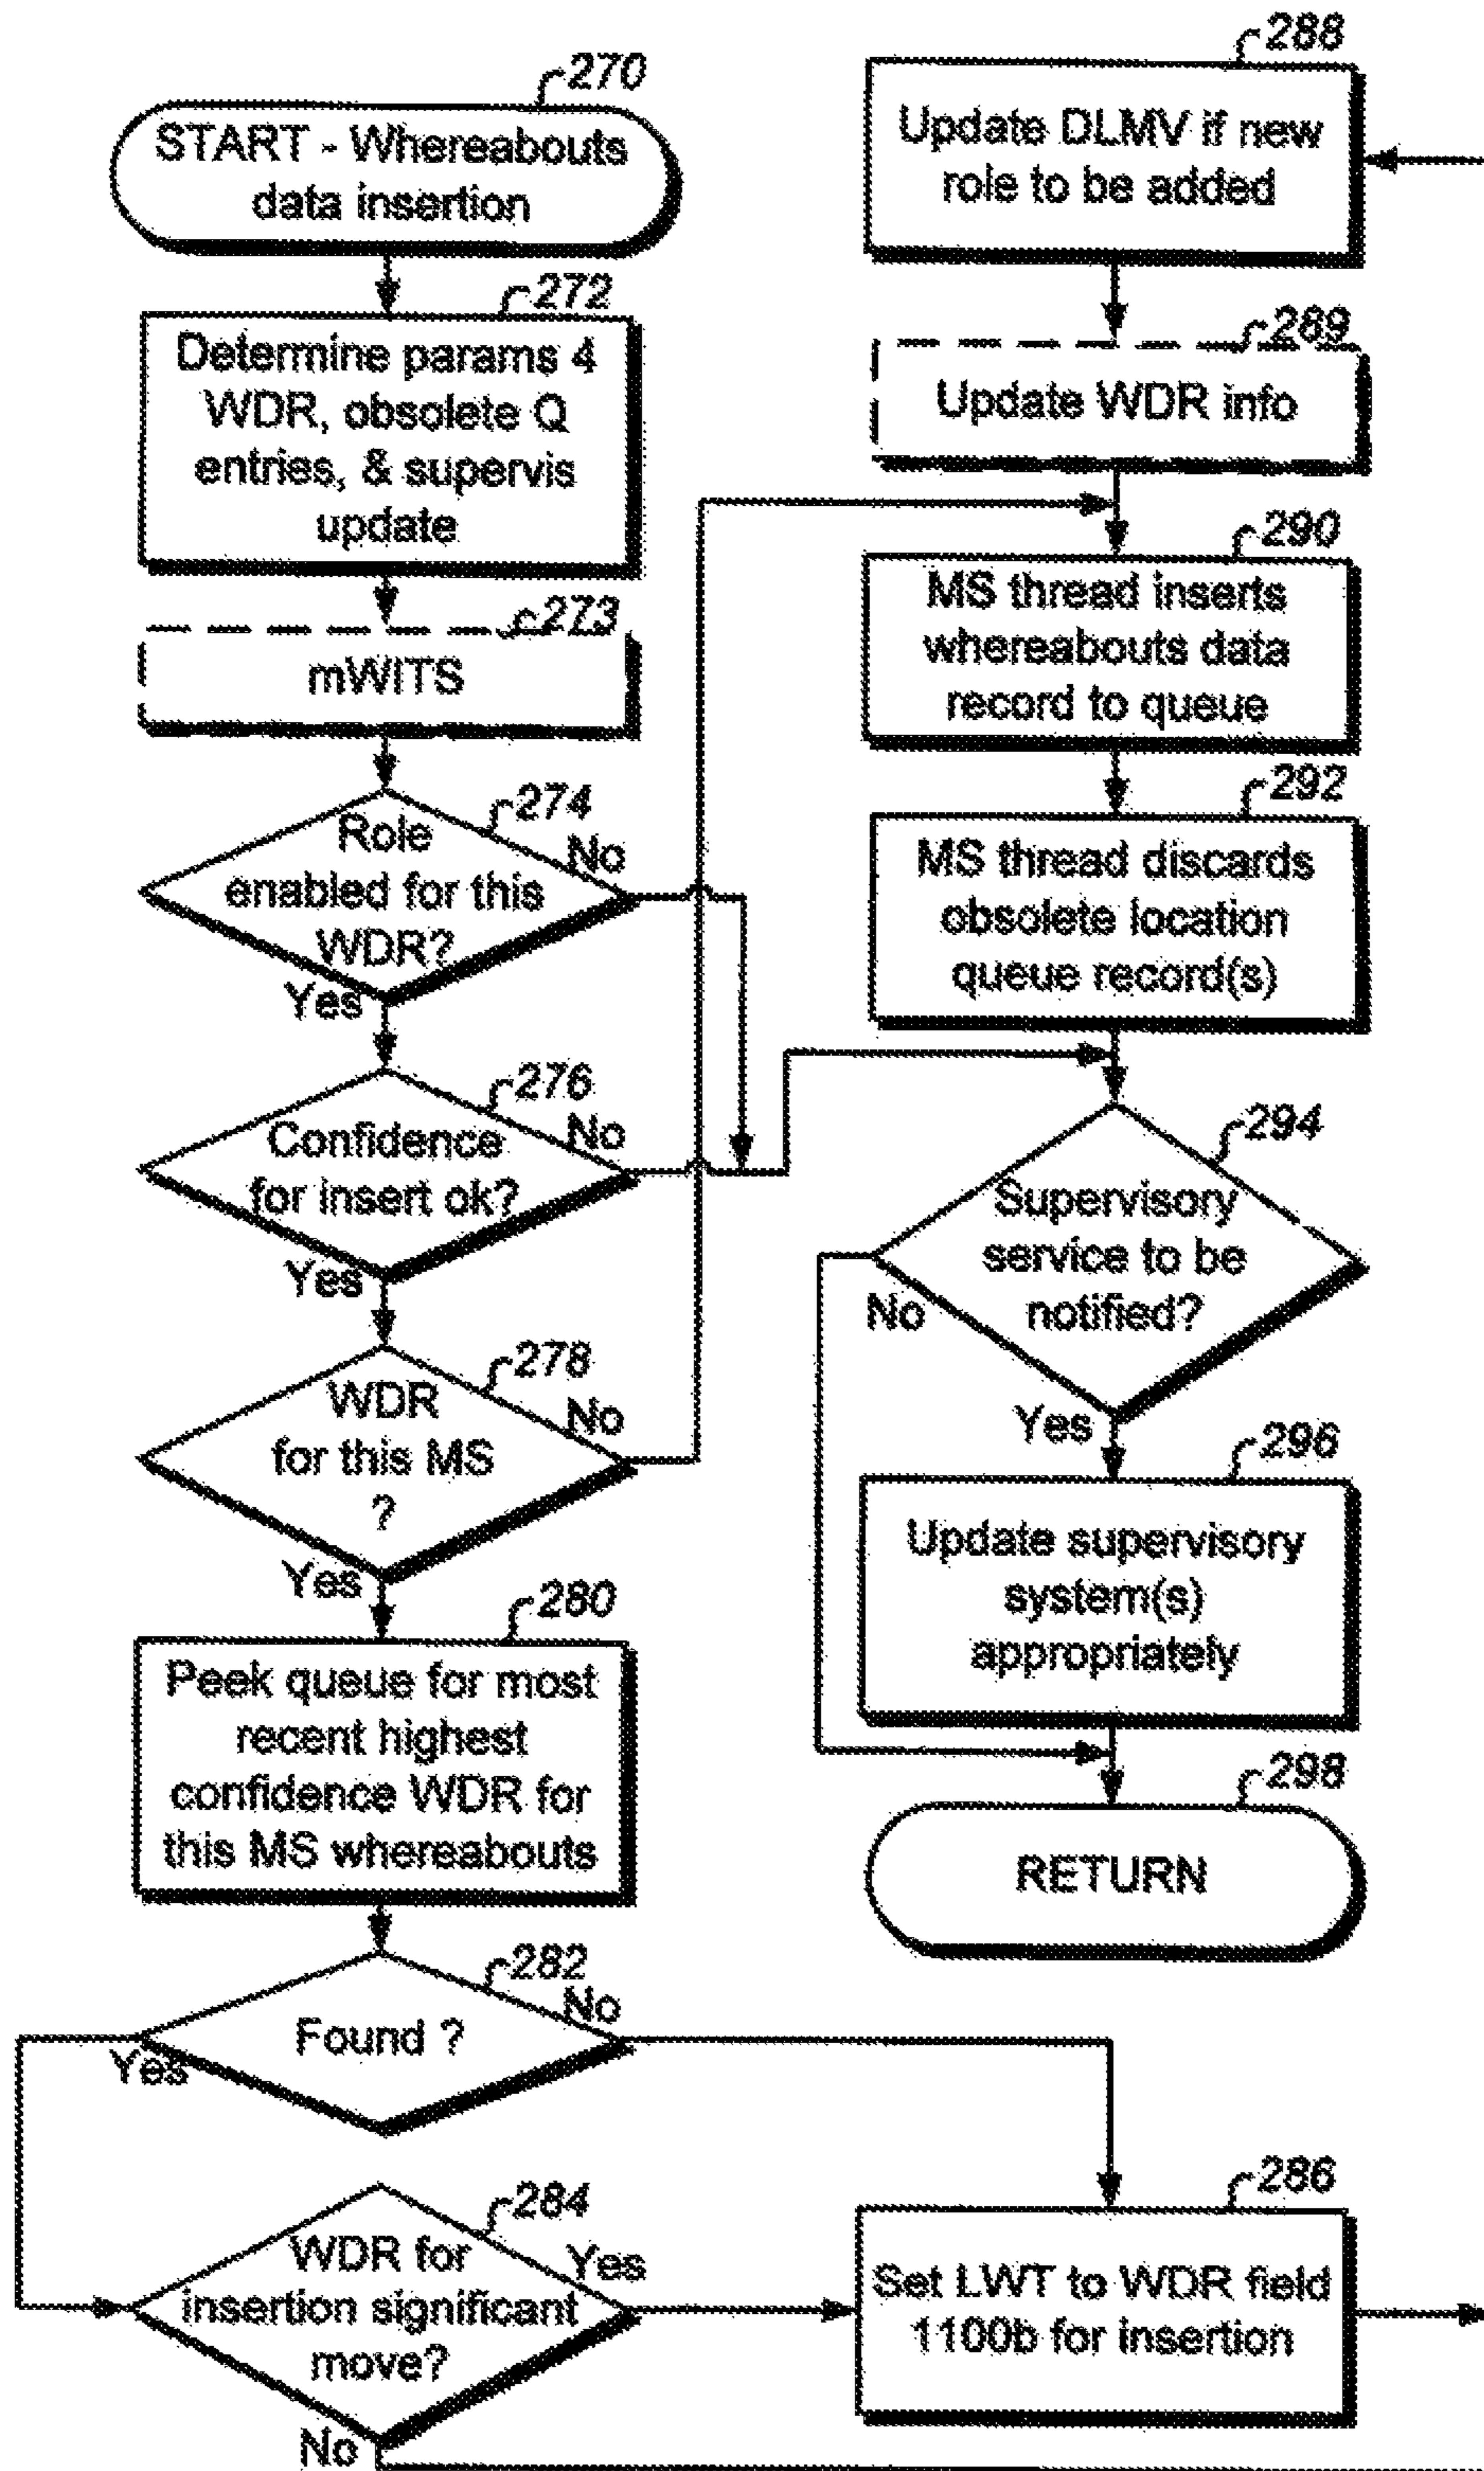 270
START - Whereabouts
data insertion
272
Determine params 4
WDR, obsolete Q
entries, & supervis
update
273
mWITS
274
Role
enabled for this
WDR?
No
Yes
276
Confidence
for insert ok?
No
Yes
278
WDR
for this MS
?
No
Yes
280
Peek queue for most
recent highest
confidence WDR for
this MS whereabouts
282
Found ?
No
Yes
284
WDR for
insertion significant
move?
Yes
No
286
Set LWT to WDR field
1100b for insertion
288
Update DLMV if new
role to be added
289
Update WDR info
290
MS thread inserts
whereabouts data
record to queue
292
MS thread discards
obsolete location
queue record(s)
294
Supervisory
service to be
notified?
No
Yes
296
Update supervisory
system(s)
appropriately
298
RETURN